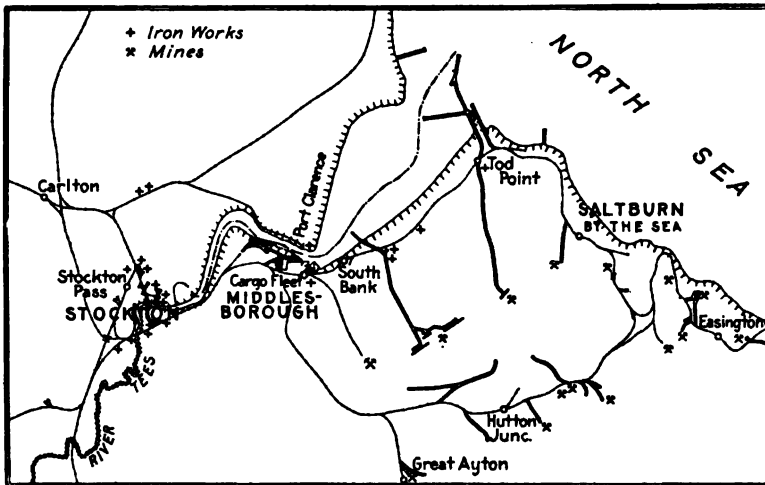 + Iron Works
⚒ Mines
NORTH SEA
Carlton
Port Clarence
Tod
Point
SALTBURN
BY THE SEA
Stockton
Pass
STOCKTON
Cargo Fleet
MIDDLES-
BOROUGH
South
Bank
Easington
RIVER TEES
Hutton
Junc.
Great Ayton